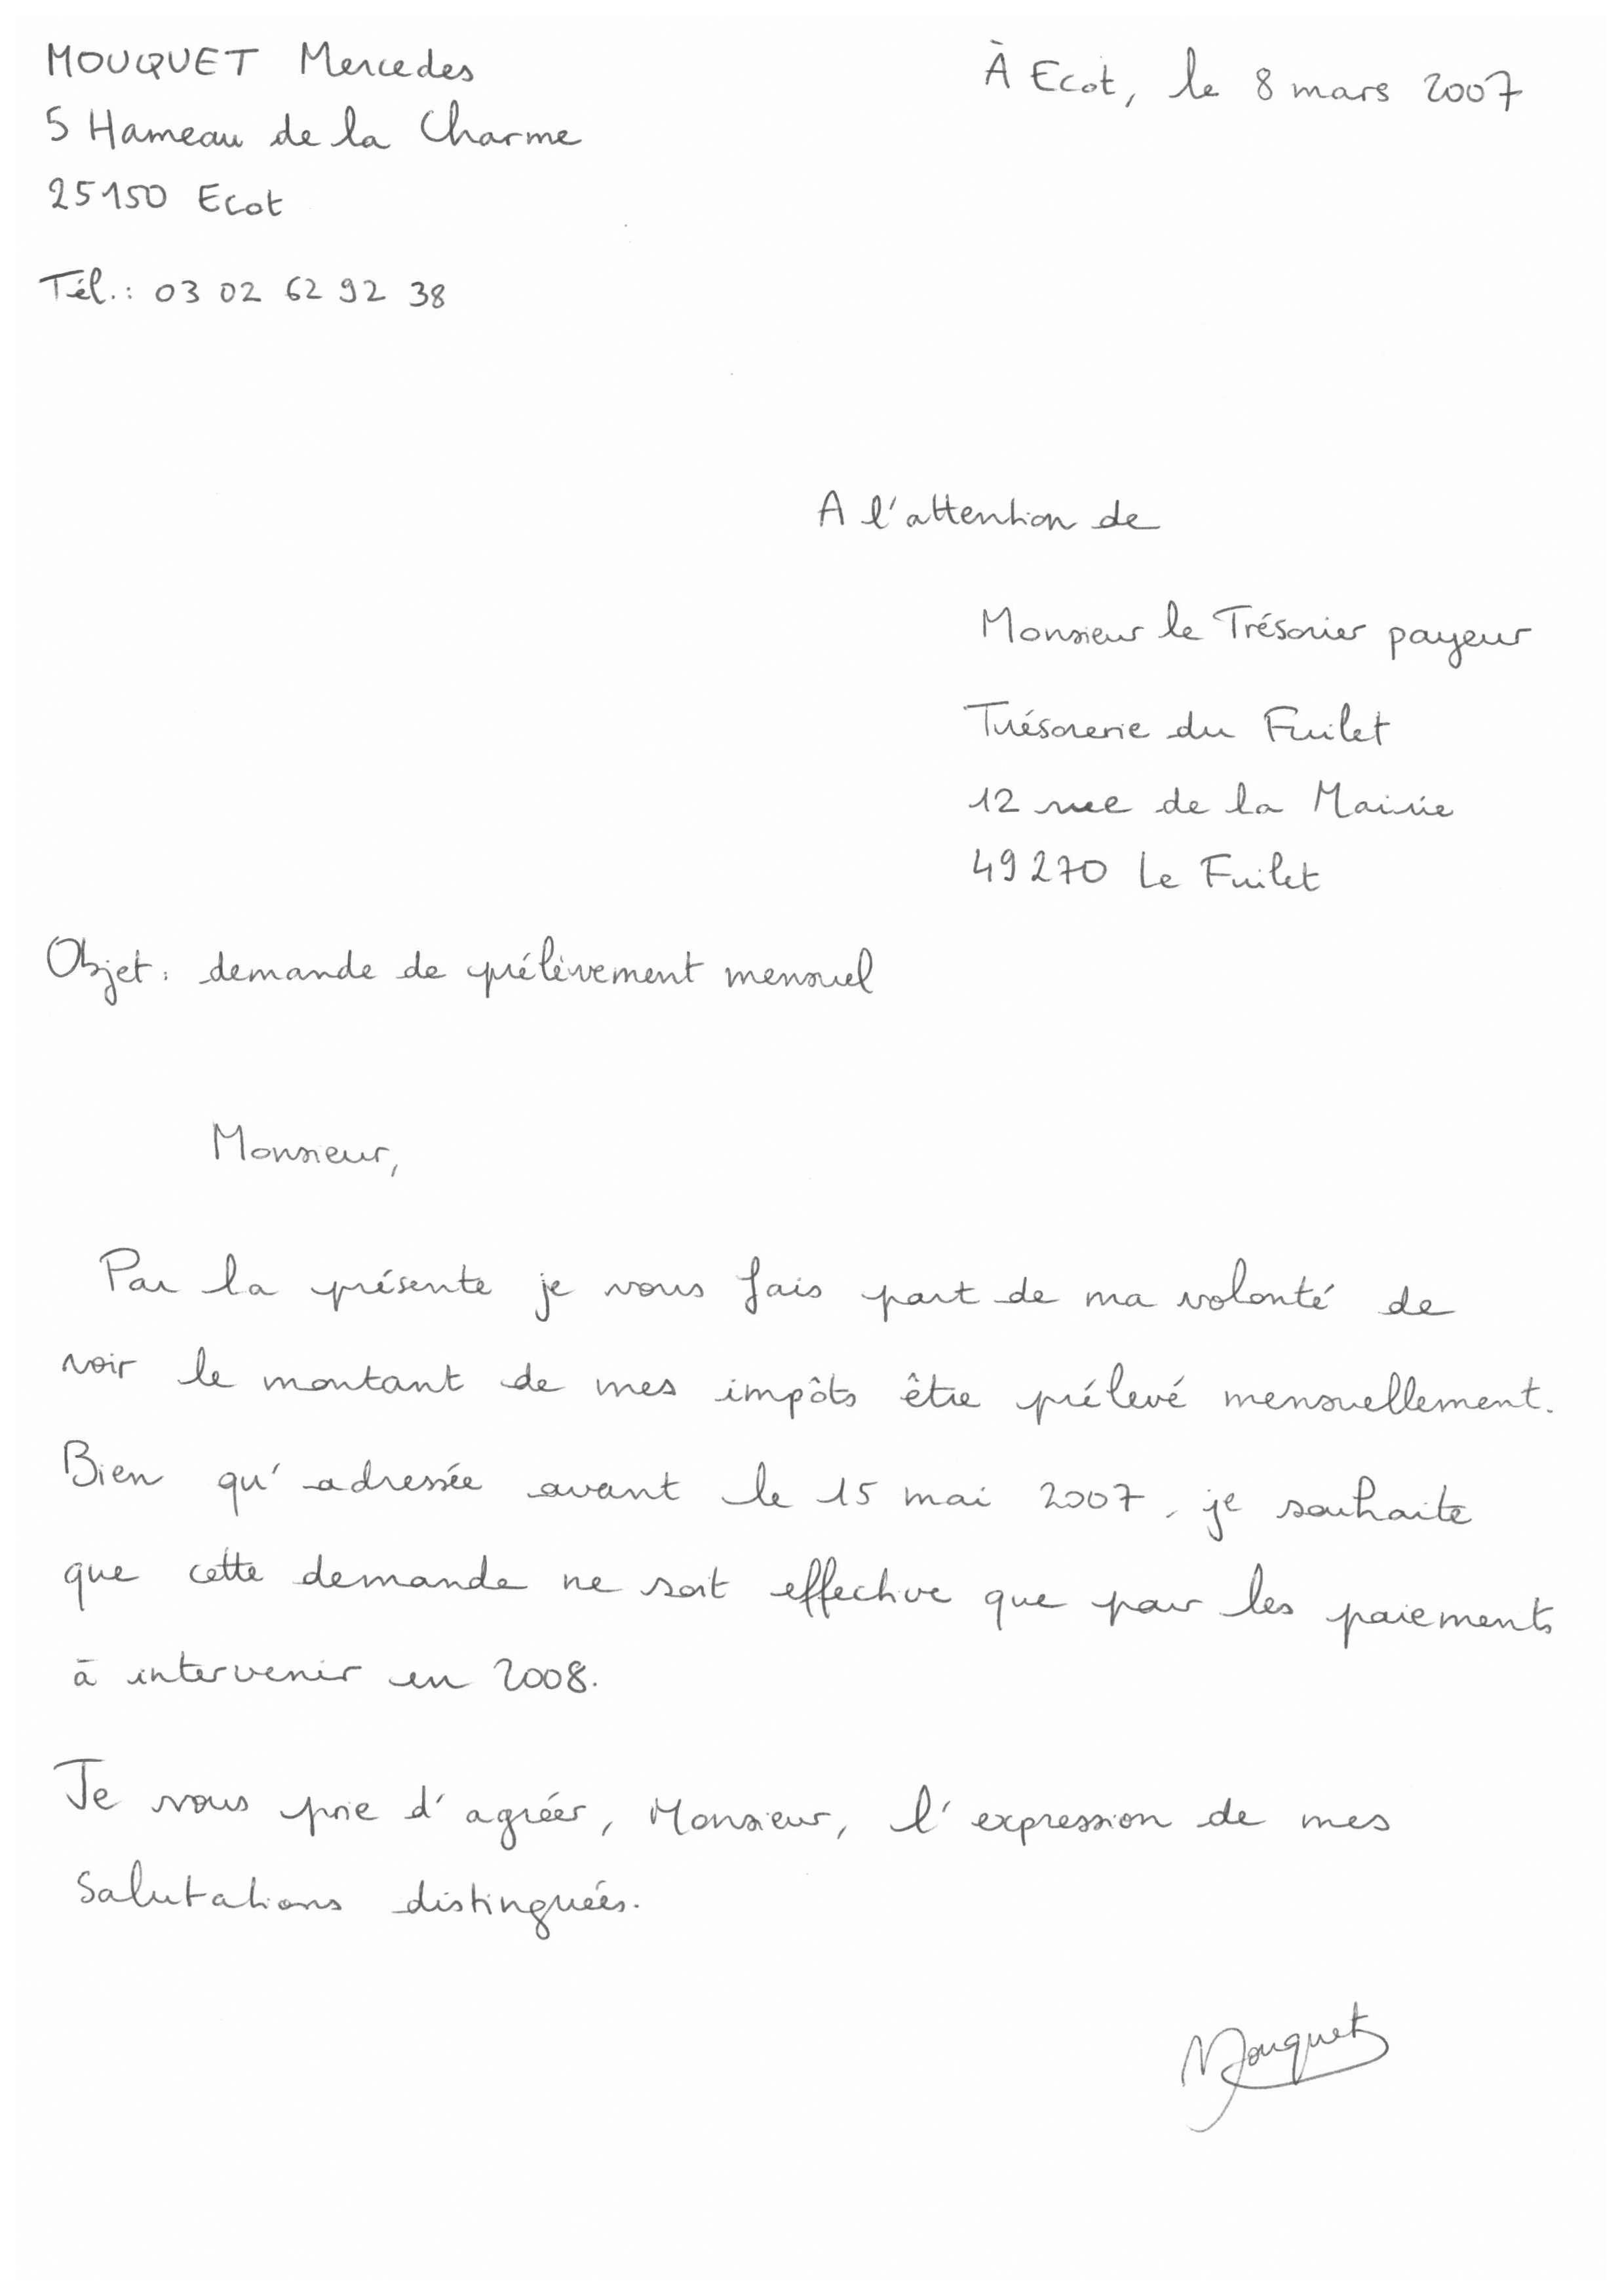 MOUQUET Mercedes
À Ecot, le 8 mars 2007
5 Hameau de la Charme
25150 Ecot
Tél.: 03 02 62 92 38
A l'attention de
Monsieur le Trésorier payeur
Trésorerie du Fuilet
12 rue de la Mairie
49270 Le Fuilet
Objet: demande de prélèvement mensuel
Monsieur,
Par la présente je vous fais part de ma volonté de
voir le montant de mes impôts être prélevé mensuellement.
Bien qu'adressée avant le 15 mai 2007, je souhaite
que cette demande ne soit effective que pour les paiements
à intervenir en 2008.
Je vous prie d'agréer, Monsieur, l'expression de mes
salutations distinguées.
Mouquet